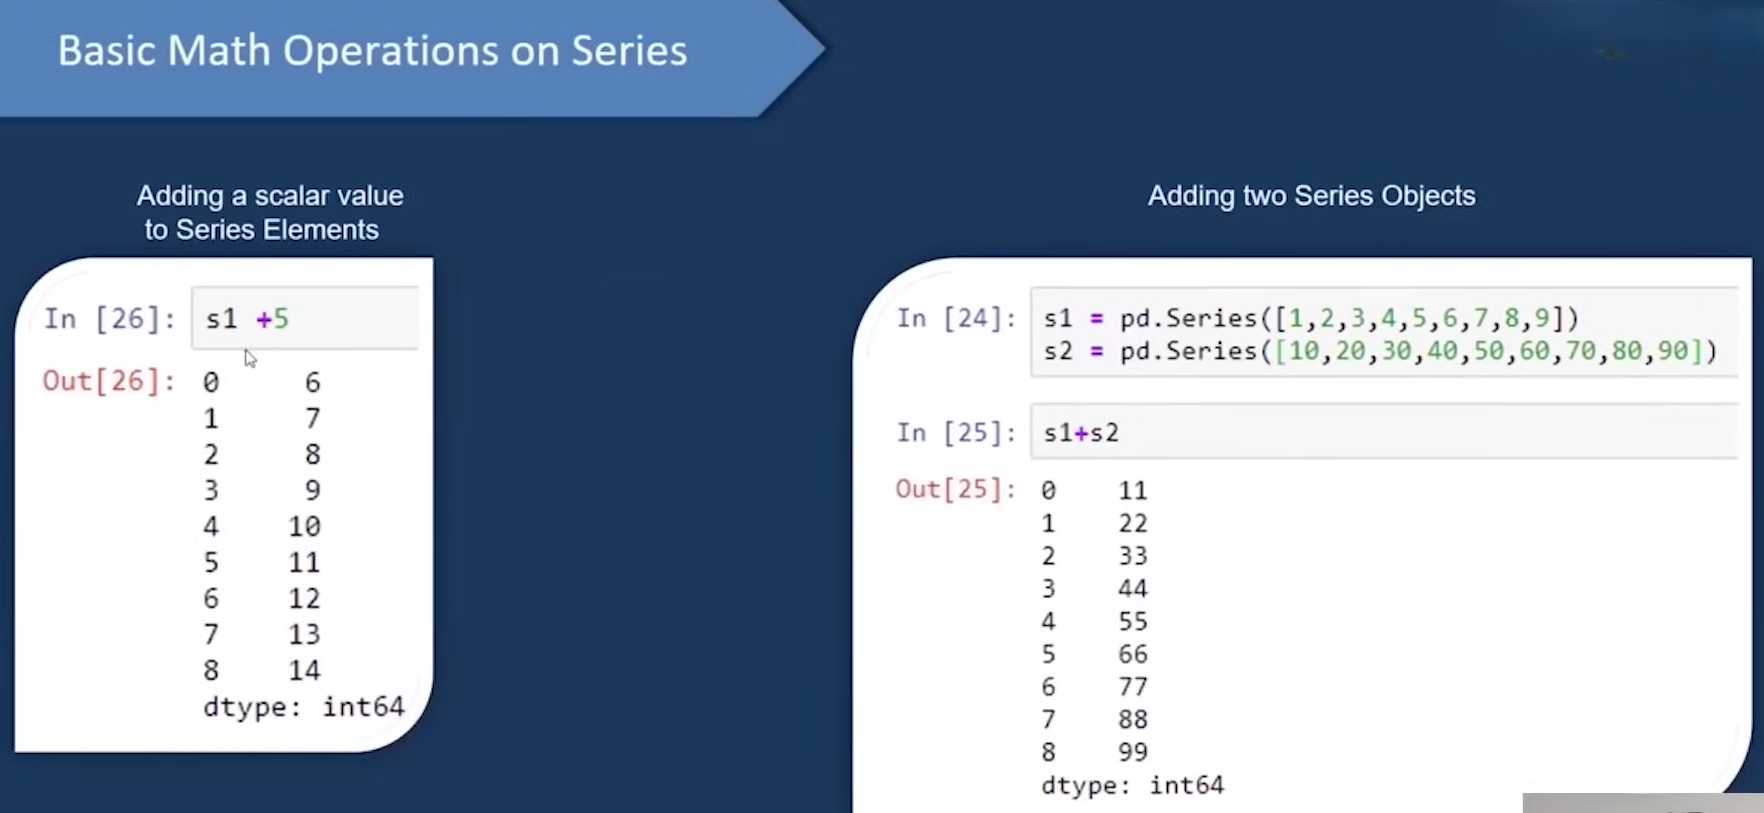 Basic Math Operations on Series
Adding a scalar value
to Series Elements
In [26]: s1 +5
Out[26]: 0 6
1 7
2 8
3 9
4 10
5 11
6 12
7 13
8 14
dtype: int64
Adding two Series Objects
In [24]: s1 = pd.Series([1,2,3,4,5,6,7,8,9])
s2 = pd.Series([10,20,30,40,50,60,70,80,90])
In [25]: s1+s2
Out[25]: 0 11
1 22
2 33
3 44
4 55
5 66
6 77
7 88
8 99
dtype: int64